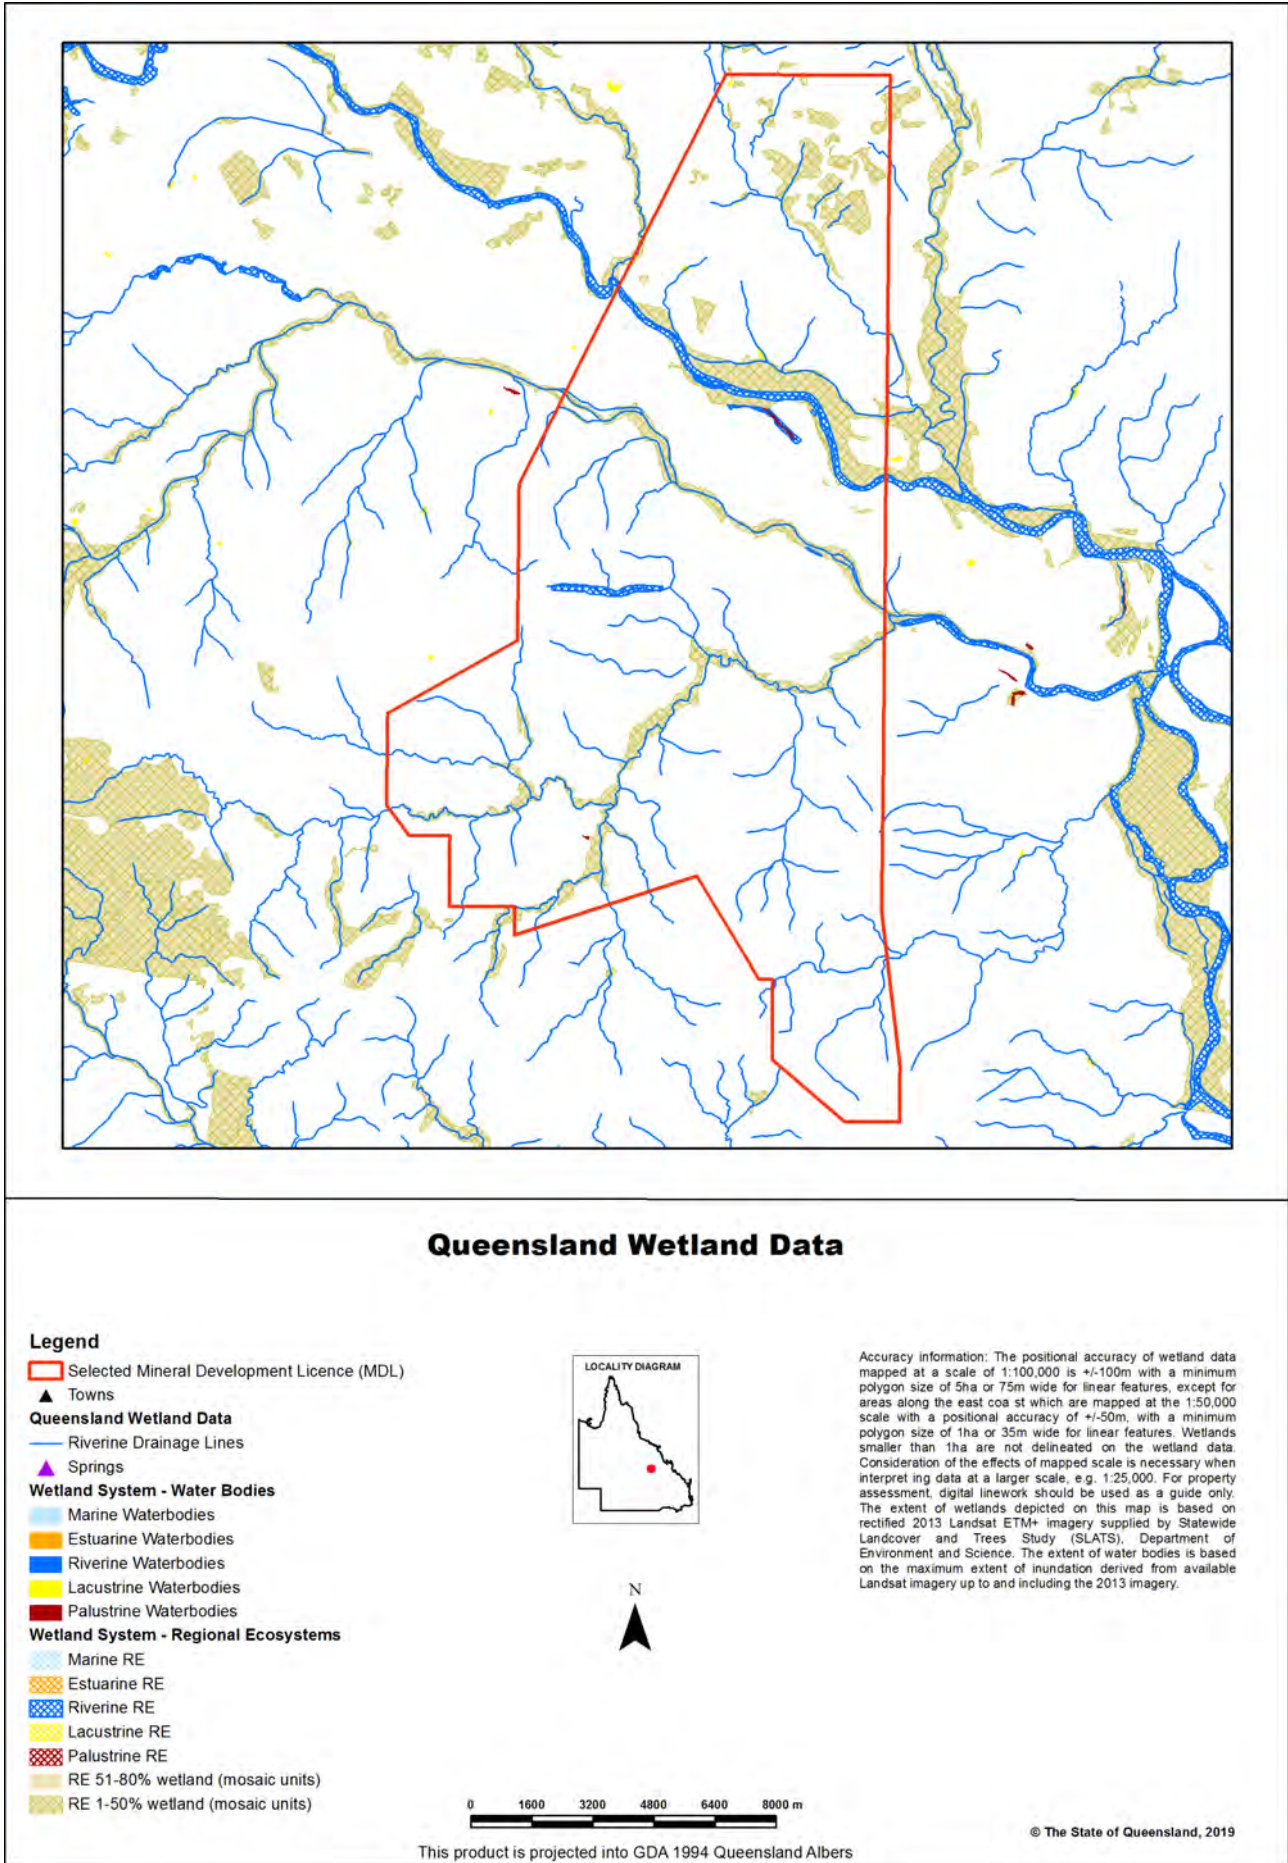 Queensland Wetland Data
Legend
Selected Mineral Development Licence (MDL)
Towns
Queensland Wetland Data
Riverine Drainage Lines
Springs
Wetland System - Water Bodies
Marine Waterbodies
Estuarine Waterbodies
Riverine Waterbodies
Lacustrine Waterbodies
Palustrine Waterbodies
Wetland System - Regional Ecosystems
Marine RE
Estuarine RE
Riverine RE
Lacustrine RE
Palustrine RE
RE 51-80% wetland (mosaic units)
RE 1-50% wetland (mosaic units)
LOCALITY DIAGRAM
N
0 1600 3200 4800 6400 8000 m
This product is projected into GDA 1994 Queensland Albers
Accuracy information: The positional accuracy of wetland data
mapped at a scale of 1:100,000 is +/-100m with a minimum
polygon size of 5ha or 75m wide for linear features, except for
areas along the east coa st which are mapped at the 1:50,000
scale with a positional accuracy of +/-50m, with a minimum
polygon size of 1ha or 35m wide for linear features. Wetlands
smaller than 1ha are not delineated on the wetland data.
Consideration of the effects of mapped scale is necessary when
interpret ing data at a larger scale, e.g. 1:25,000. For property
assessment, digital linework should be used as a guide only.
The extent of wetlands depicted on this map is based on
rectified 2013 Landsat ETM+ imagery supplied by Statewide
Landcover and Trees Study (SLATS), Department of
Environment and Science. The extent of water bodies is based
on the maximum extent of inundation derived from available
Landsat imagery up to and including the 2013 imagery.
© The State of Queensland, 2019